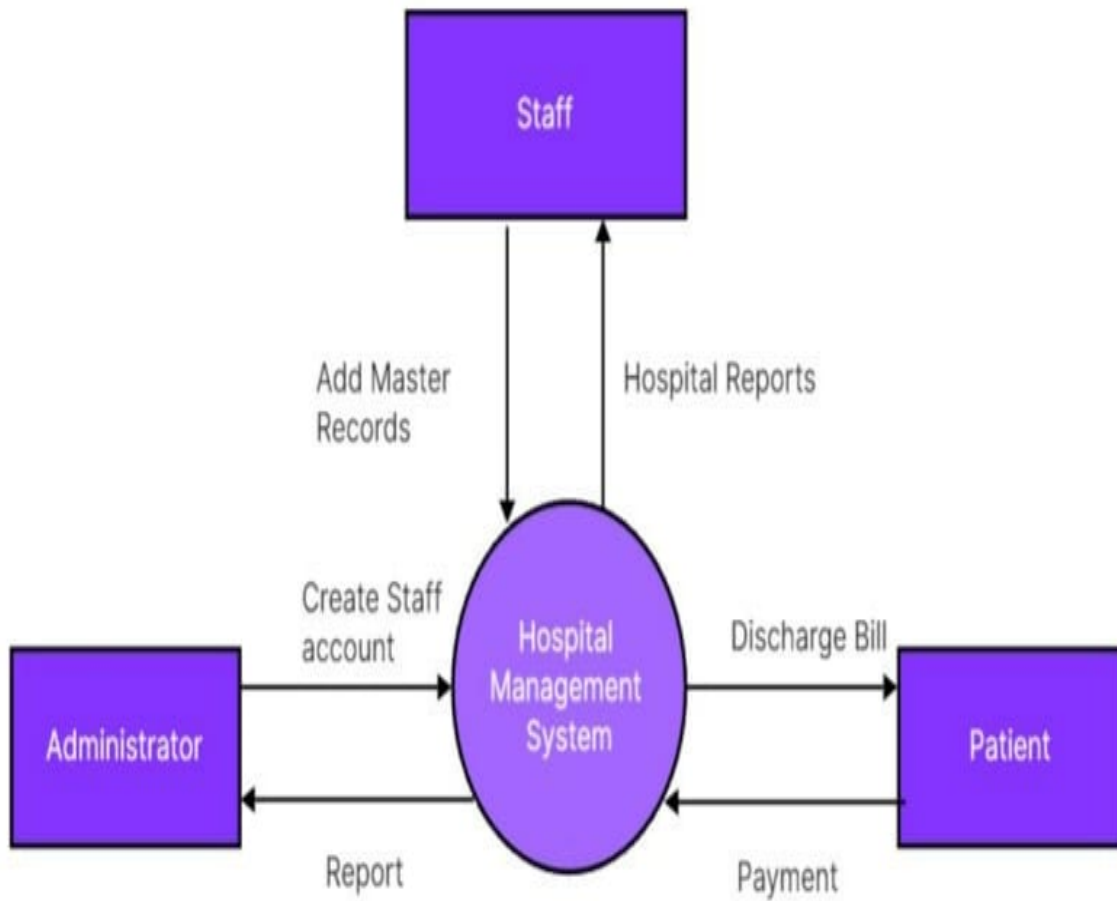 Staff
Add Master
Records
Hospital Reports
Create Staff
account
Hospital
Management
System
Discharge Bill
Administrator
Patient
Report
Payment